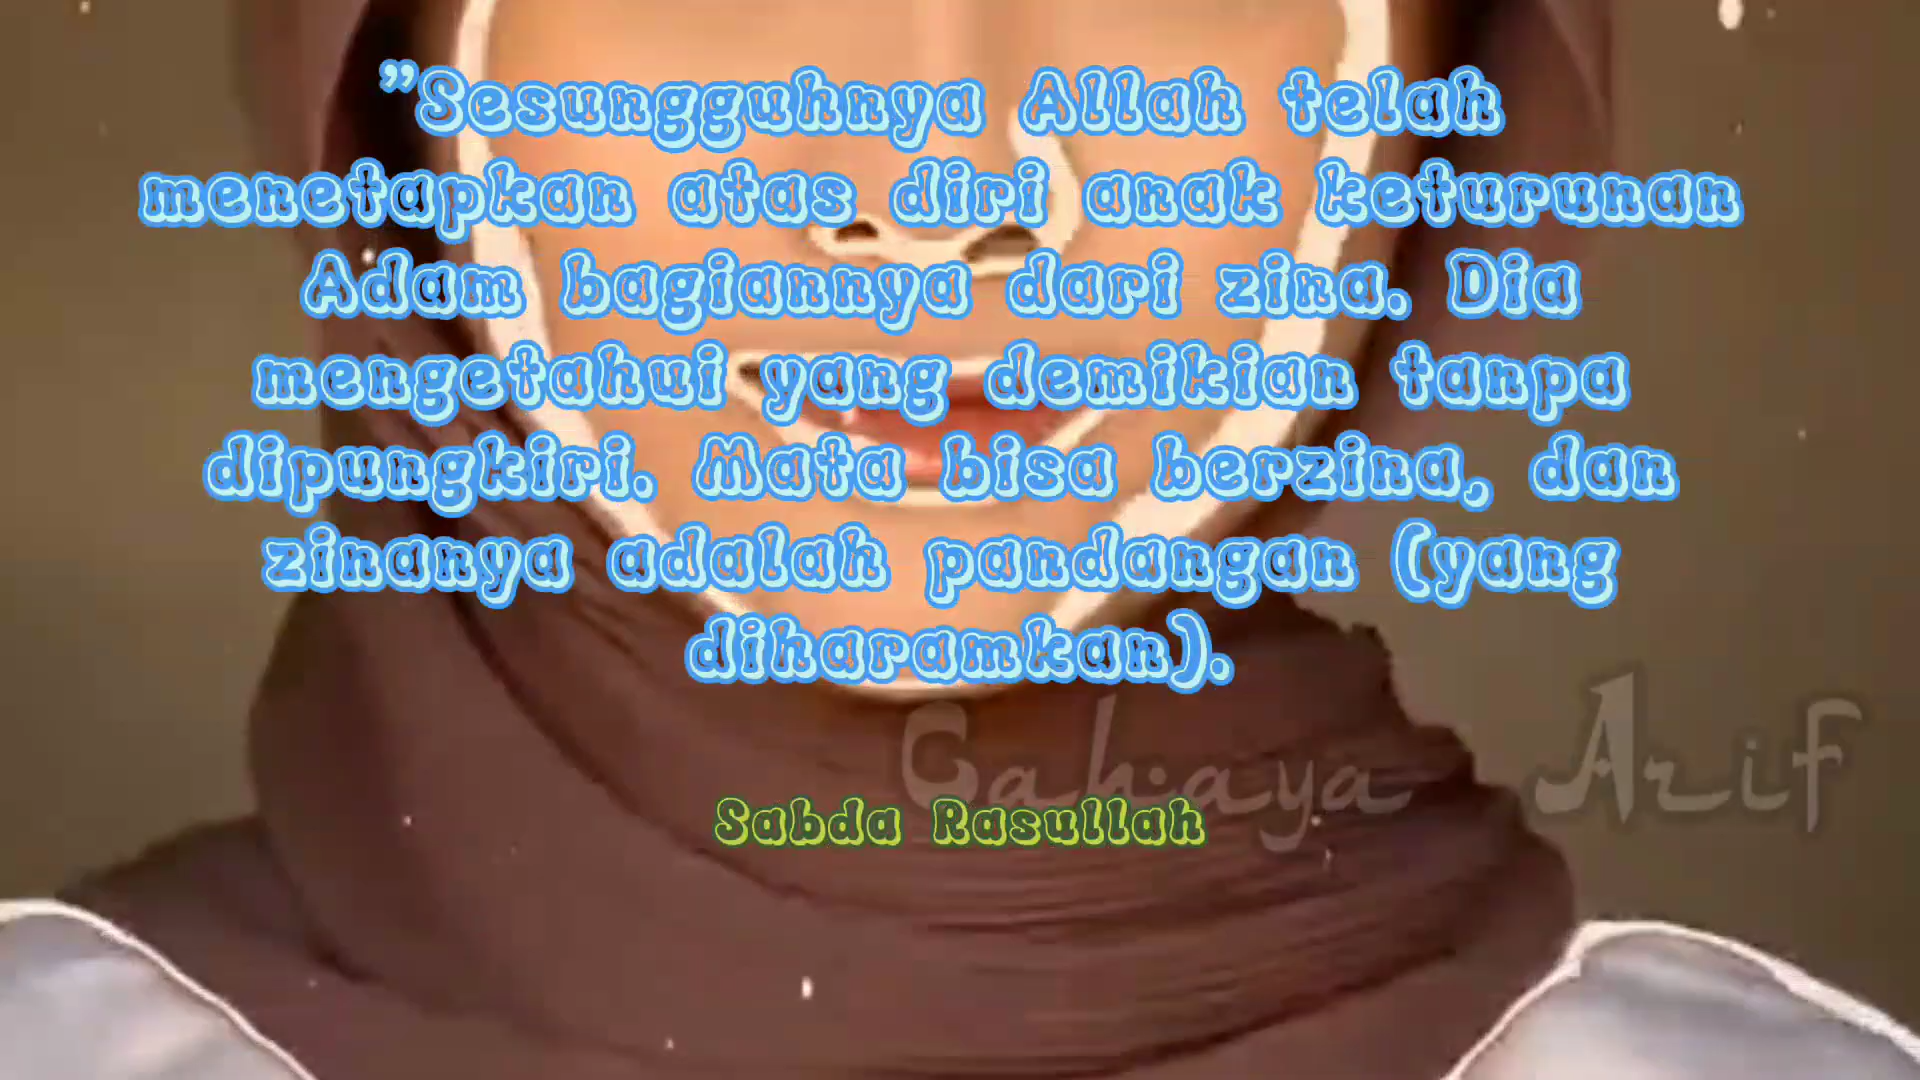 "Sesungguhnya Allah telah
menetapkan atas diri anak keturunan
Adam bagiannya dari zina. Dia
mengetahui yang demikian tanpa
dipungkiri. Mata bisa berzina, dan
zinanya adalah pandangan (yang
diharamkan).
Cahaya Arif
Sabda Rasullah